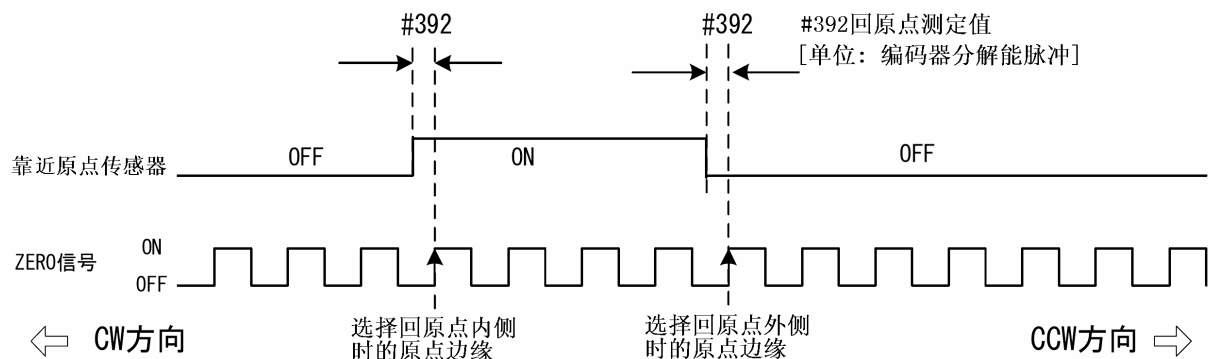 #392
#392
#392回原点测定值
[单位: 编码器分解能脉冲]
靠近原点传感器
OFF
ON
OFF
ZERO信号
ON
OFF
选择回原点内侧
时的原点边缘
选择回原点外侧
时的原点边缘
CW方向
CCW方向